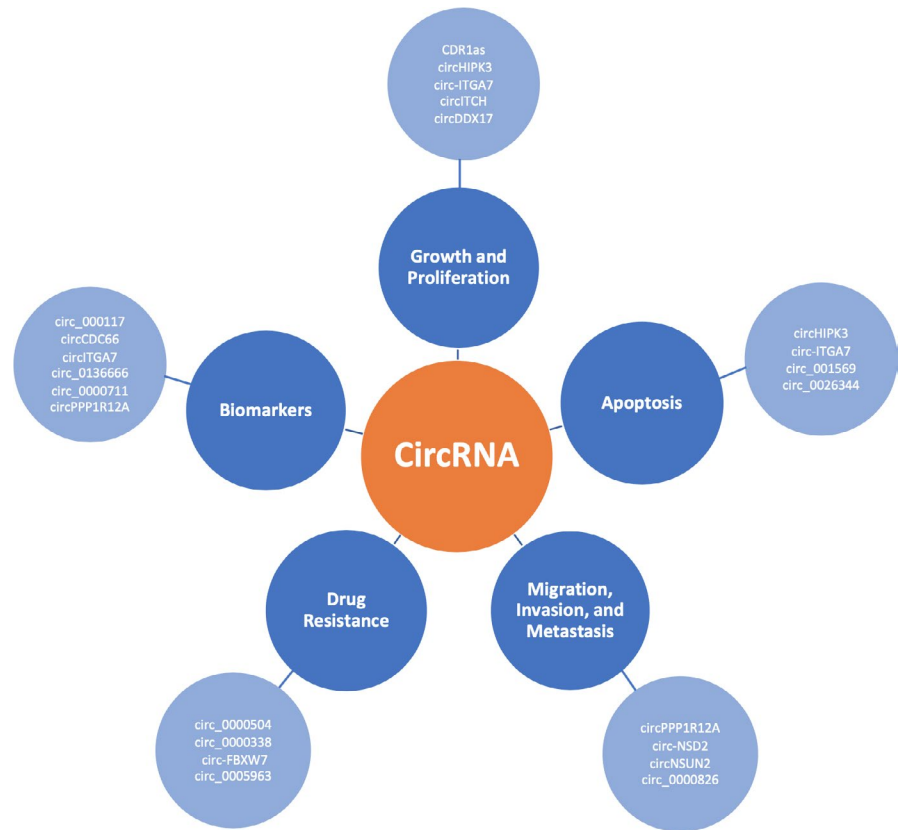 CDR1as
circHIPK3
circ-ITGA7
circITCH
circDDX17
Growth and
Proliferation
circ_000117
circCDC66
circITGA7
circ_0136666
circ_0000711
circPPP1R12A
Biomarkers
circHIPK3
circ-ITGA7
circ_001569
circ_0026344
Apoptosis
CircRNA
Drug
Resistance
Migration,
Invasion, and
Metastasis
circ_0000504
circ_0000338
circ-FBXW7
circ_0005963
circPPP1R12A
circ-NSD2
circNSUN2
circ_0000826